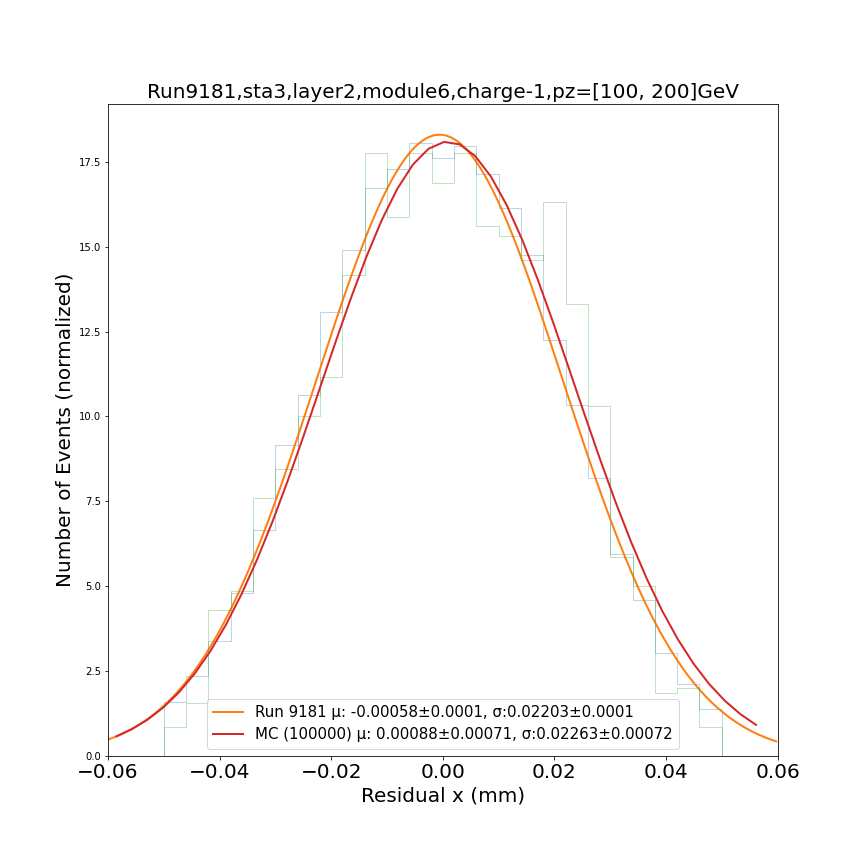 Run9181,sta3,layer2,module6,charge-1,pz=[100, 200]GeV
Number of Events (normalized)
17.5
15.0
12.5
10.0
7.5
5.0
2.5
0.0
Run 9181 μ: -0.00058±0.0001, σ:0.02203±0.0001
MC (100000) μ: 0.00088±0.00071, σ:0.02263±0.00072
−0.06 −0.04 −0.02 0.00 0.02 0.04 0.06
Residual x (mm)